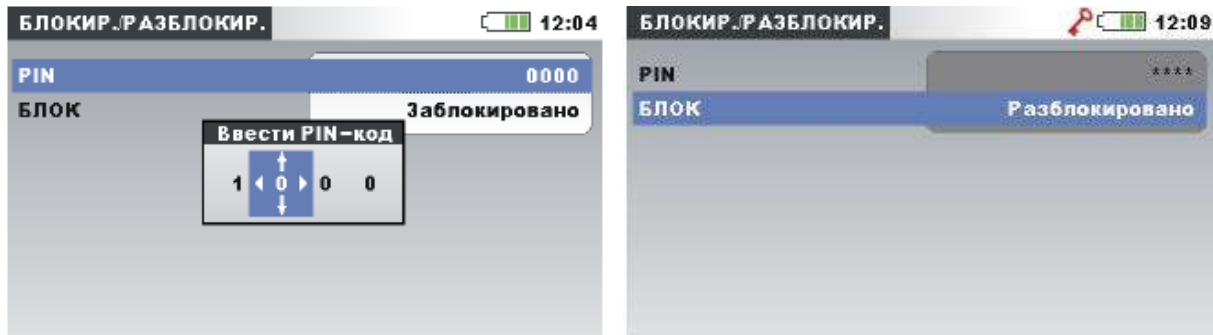 БЛОКИР./РАЗБЛОКИР. 12:04
PIN 0000
БЛОК Заблокировано
Ввести PIN-код
1 0 0 0
БЛОКИР./РАЗБЛОКИР. 12:09
PIN ****
БЛОК Разблокировано